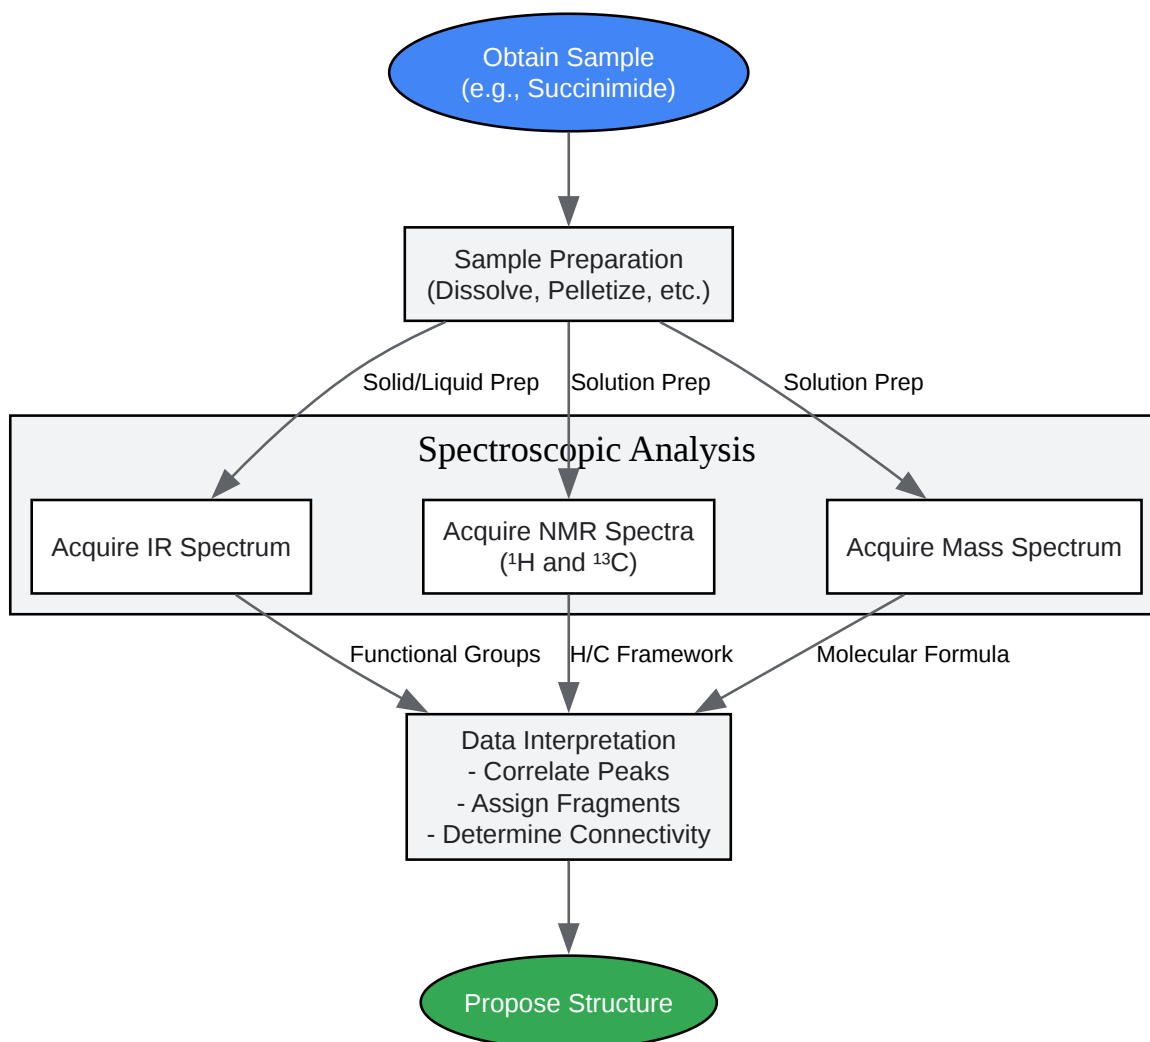 Obtain Sample
(e.g., Succinimide)
Sample Preparation
(Dissolve, Pelletize, etc.)
Solid/Liquid Prep
Solution Prep
Solution Prep
Spectroscopic Analysis
Acquire IR Spectrum
Acquire NMR Spectra
(¹H and ¹³C)
Acquire Mass Spectrum
Functional Groups
H/C Framework
Molecular Formula
Data Interpretation
- Correlate Peaks
- Assign Fragments
- Determine Connectivity
Propose Structure